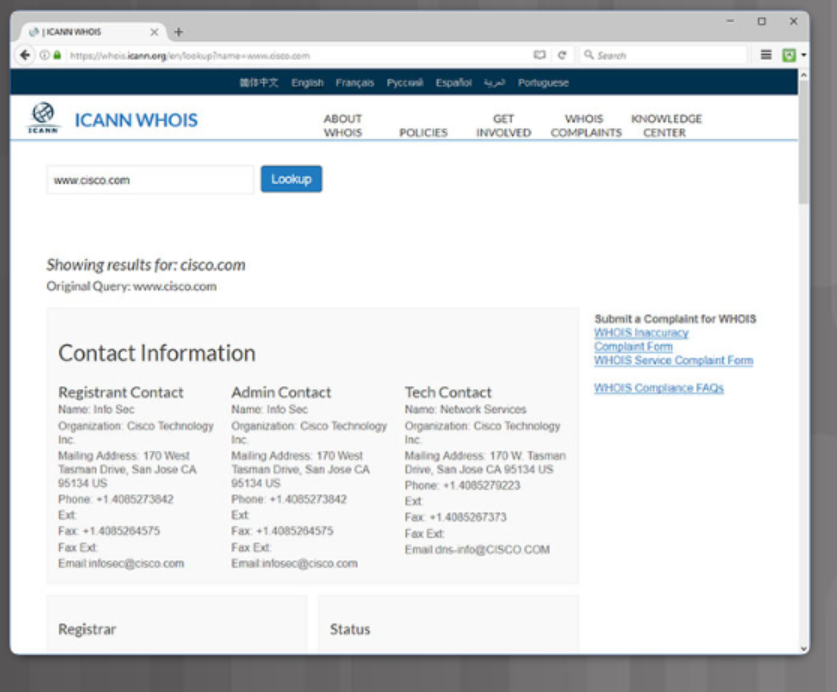 | ICANN WHOIS
https://whois.icann.org/en/lookup?name=www.cisco.com
Search
简体中文 English Français Русский Español العربية Portuguese
ICANN
ICANN WHOIS
ABOUT WHOIS
POLICIES
GET INVOLVED
WHOIS COMPLAINTS
KNOWLEDGE CENTER
www.cisco.com
Lookup
Showing results for: cisco.com
Original Query: www.cisco.com
Contact Information
Registrant Contact
Name: Info Sec
Organization: Cisco Technology
Inc.
Mailing Address: 170 West
Tasman Drive, San Jose CA
95134 US
Phone: +1.4085273842
Ext:
Fax: +1.4085264575
Fax Ext:
Email:infosec@cisco.com
Admin Contact
Name: Info Sec
Organization: Cisco Technology
Inc.
Mailing Address: 170 West
Tasman Drive, San Jose CA
95134 US
Phone: +1.4085273842
Ext:
Fax: +1.4085264575
Fax Ext:
Email:infosec@cisco.com
Tech Contact
Name: Network Services
Organization: Cisco Technology
Inc.
Mailing Address: 170 W. Tasman
Drive, San Jose CA 95134 US
Phone: +1.4085279223
Ext:
Fax: +1.4085267373
Fax Ext:
Email:dns-info@CISCO.COM
Submit a Complaint for WHOIS
WHOIS Inaccuracy
Complaint Form
WHOIS Service Complaint Form
WHOIS Compliance FAQs
Registrar
Status